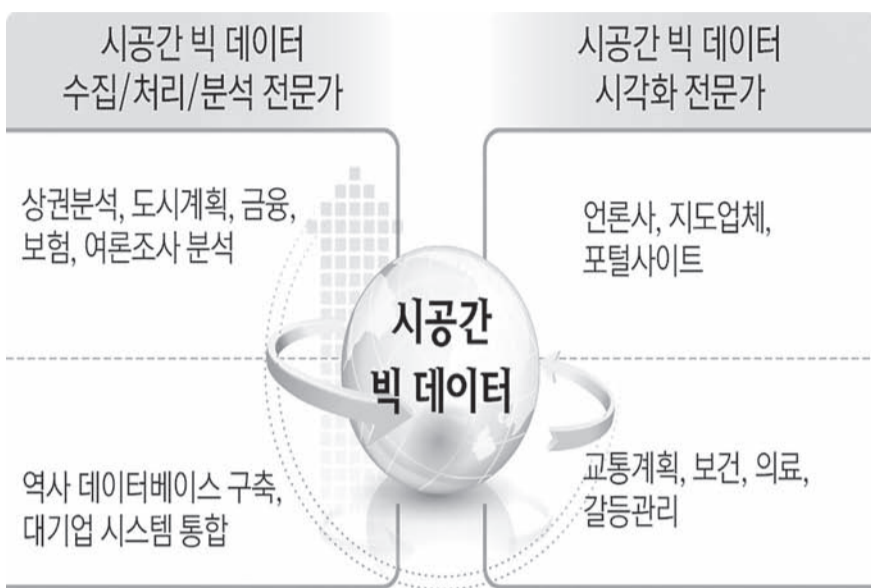 시공간 빅 데이터
수집/처리/분석 전문가
시공간 빅 데이터
시각화 전문가
상권분석, 도시계획, 금융,
보험, 여론조사 분석
언론사, 지도업체,
포털사이트
시공간
빅 데이터
역사 데이터베이스 구축,
대기업 시스템 통합
교통계획, 보건, 의료,
갈등관리